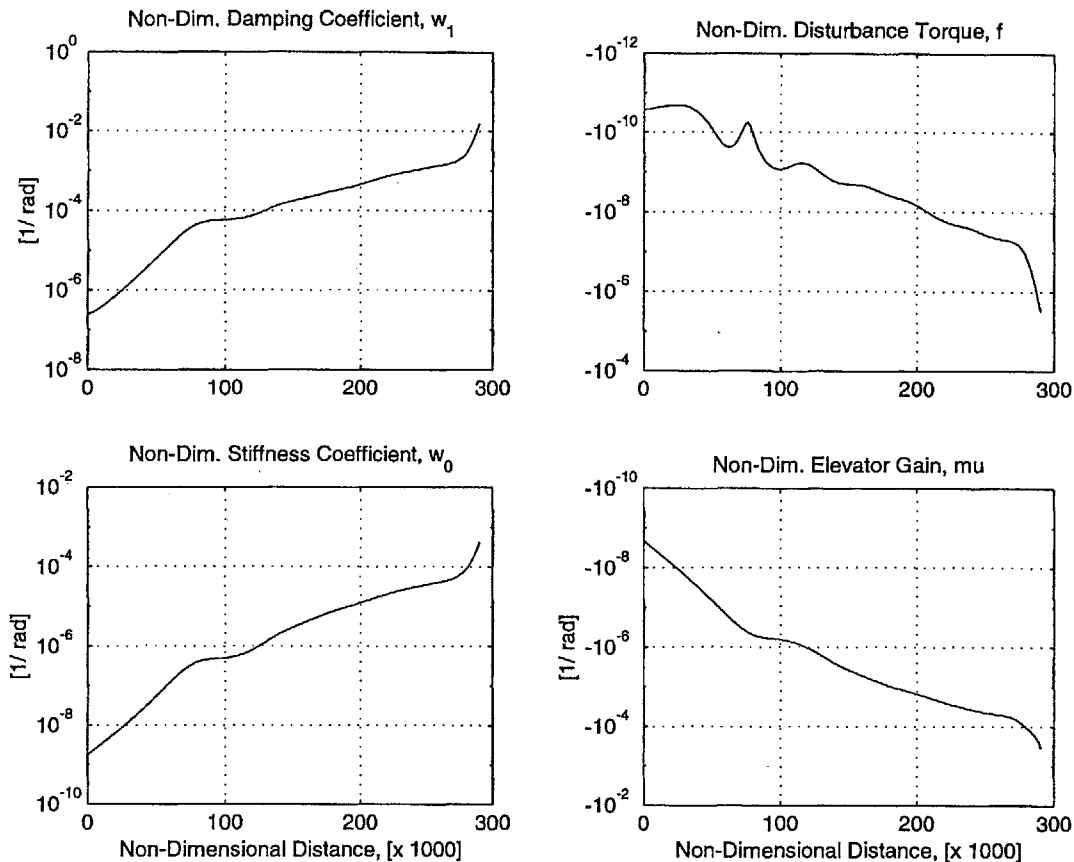 Non-Dim. Damping Coefficient, w_1
10^0
10^-2
10^-4
10^-6
10^-8
[1/ rad]
0 100 200 300
Non-Dim. Disturbance Torque, f
-10^-12
-10^-10
-10^-8
-10^-6
-10^-4
0 100 200 300
Non-Dim. Stiffness Coefficient, w_0
10^-2
10^-4
10^-6
10^-8
10^-10
[1/ rad]
0 100 200 300
Non-Dimensional Distance, [x 1000]
Non-Dim. Elevator Gain, mu
-10^-10
-10^-8
-10^-6
-10^-4
-10^-2
[1/ rad]
0 100 200 300
Non-Dimensional Distance, [x 1000]